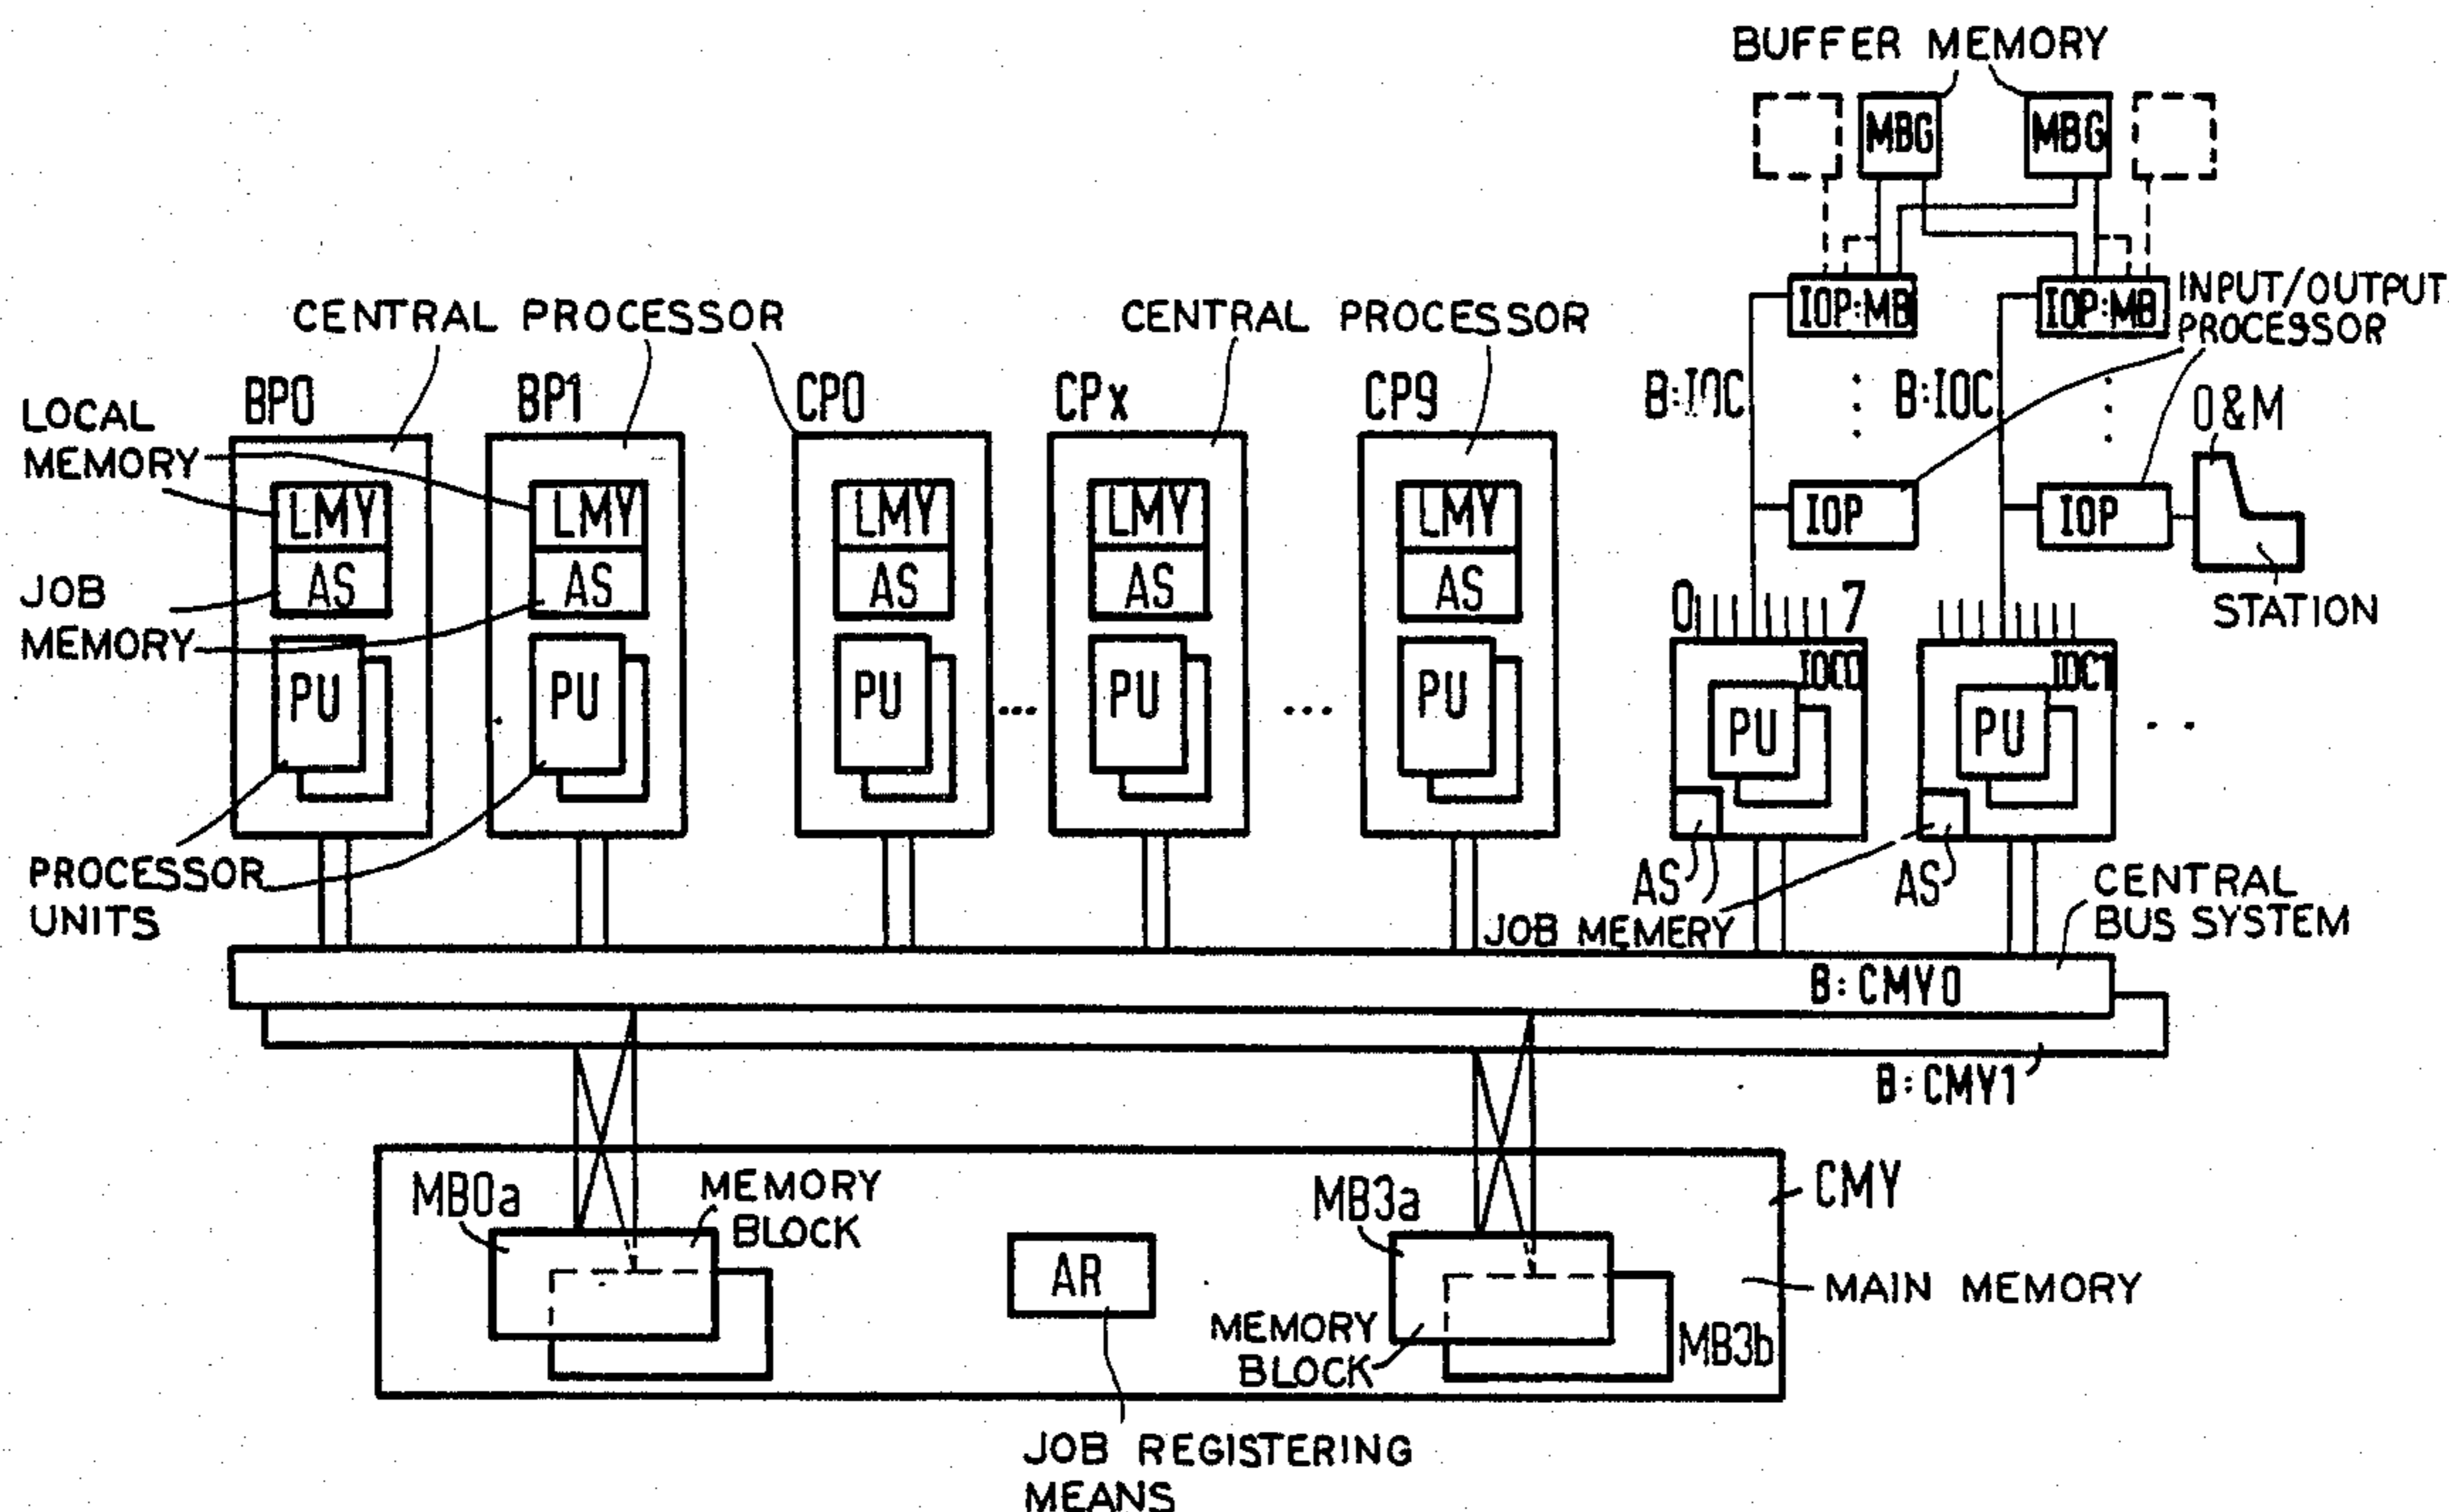 BUFFER MEMORY
MBG
MBG
IOP:MB
IOP:MB
INPUT/OUTPUT
PROCESSOR
CENTRAL PROCESSOR
CENTRAL PROCESSOR
BP0
BP1
CP0
CPx
CP9
B:IOC
B:IOC
O&M
LOCAL
MEMORY
LMY
LMY
LMY
LMY
LMY
IOP
IOP
AS
AS
AS
AS
AS
JOB
MEMORY
0
7
STATION
IOC0
IOC1
PU
PU
PU
...
PU
...
PU
PU
PU
. .
PROCESSOR
UNITS
AS
AS
JOB MEMERY
CENTRAL
BUS SYSTEM
B:CMY0
B:CMY1
MB0a
MEMORY
BLOCK
MB3a
CMY
AR
MEMORY
BLOCK
MB3b
MAIN MEMORY
JOB REGISTERING
MEANS